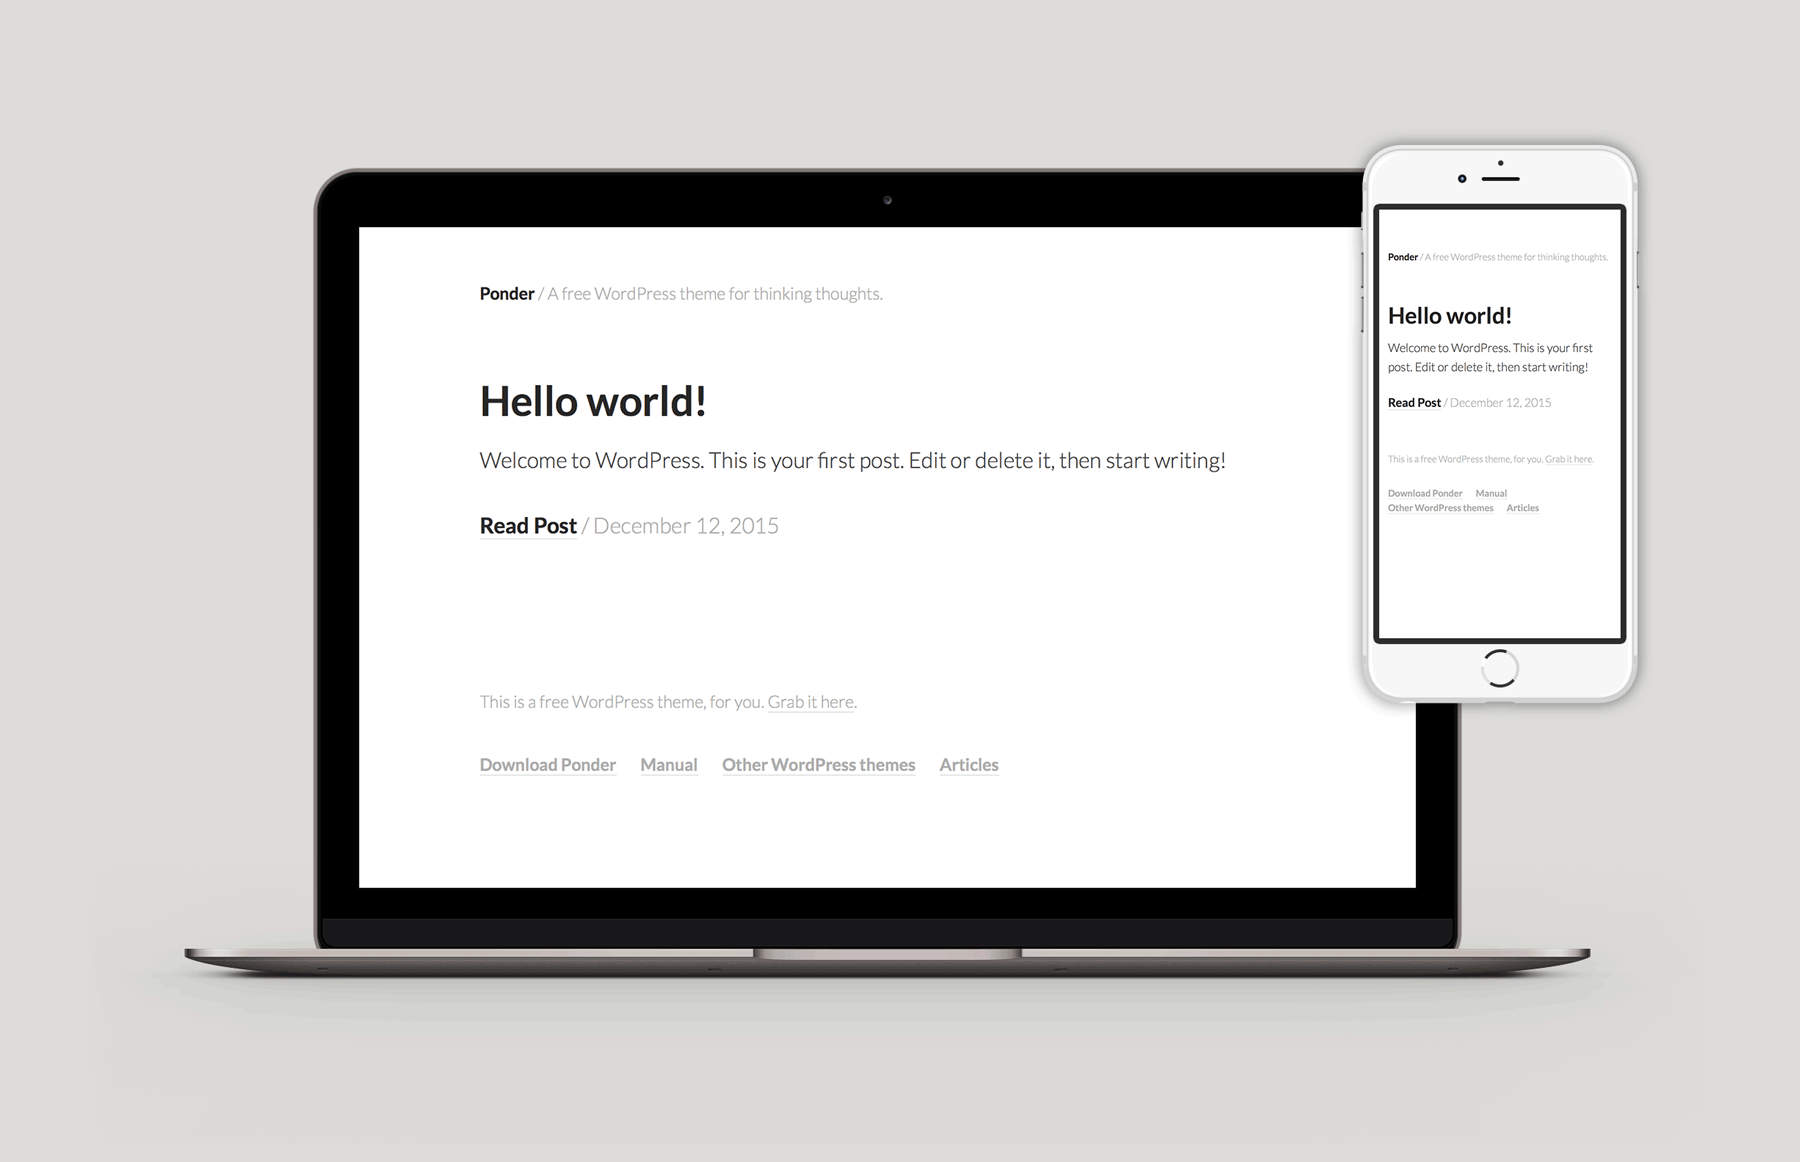 Ponder / A free WordPress theme for thinking thoughts.
Hello world!
Welcome to WordPress. This is your first post. Edit or delete it, then start writing!
Read Post / December 12, 2015
This is a free WordPress theme, for you. Grab it here.
Download Ponder Manual Other WordPress themes Articles
Ponder / A free WordPress theme for thinking thoughts.
Hello world!
Welcome to WordPress. This is your first
post. Edit or delete it, then start writing!
Read Post / December 12, 2015
This is a free WordPress theme, for you. Grab it here.
Download Ponder Manual
Other WordPress themes Articles